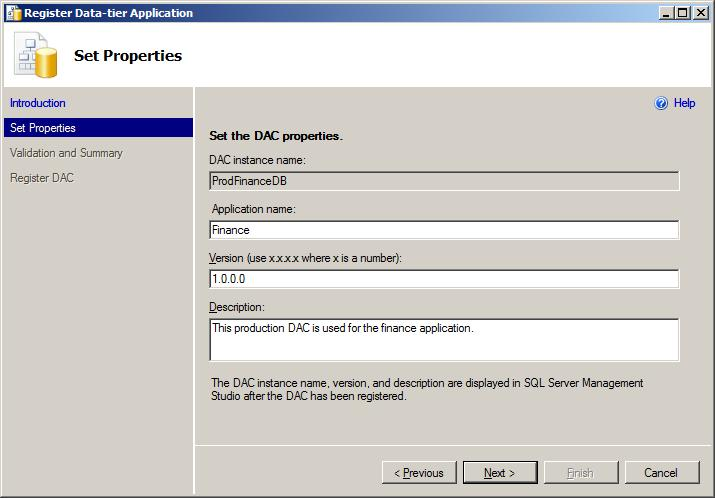 Register Data-tier Application
Set Properties
Introduction
Set Properties
Validation and Summary
Register DAC
Help
Set the DAC properties.
DAC instance name:
ProdFinanceDB
Application name:
Finance
Version (use x.x.x.x where x is a number):
1.0.0.0
Description:
This production DAC is used for the finance application.
The DAC instance name, version, and description are displayed in SQL Server Management
Studio after the DAC has been registered.
< Previous
Next >
Finish
Cancel